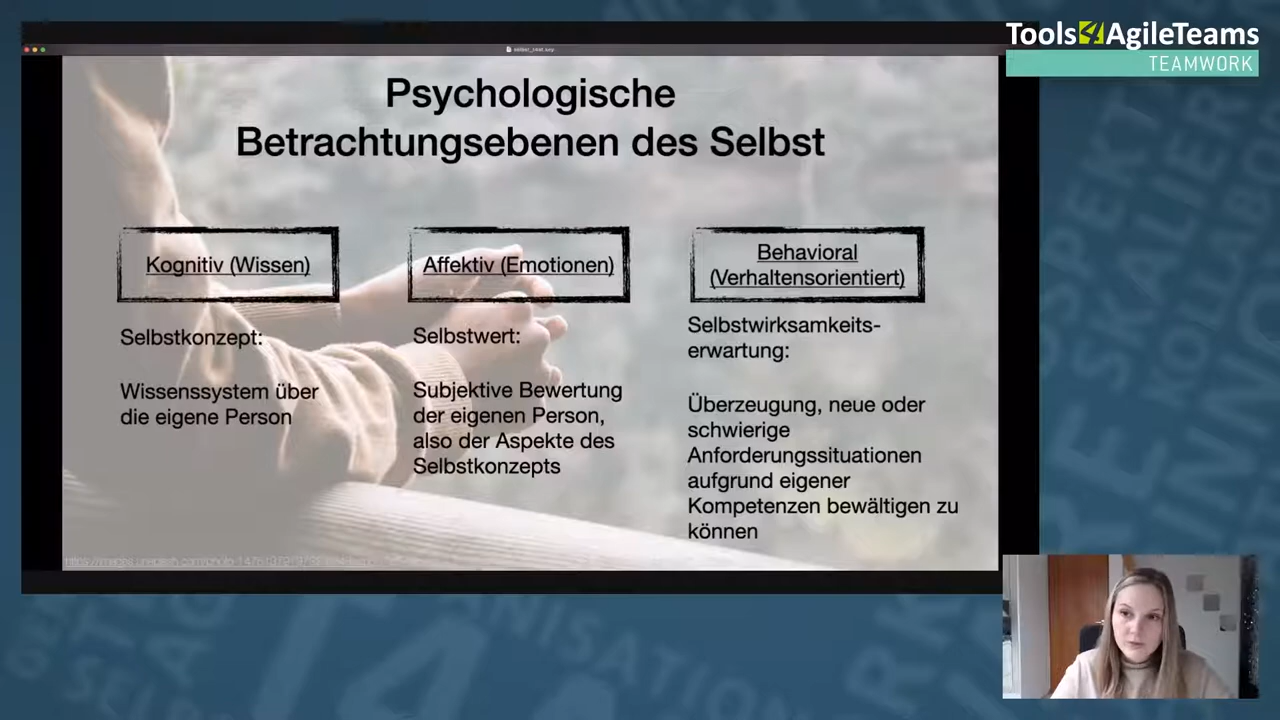 Tools4AgileTeams
TEAMWORK
Psychologische
Betrachtungsebenen des Selbst
Kognitiv (Wissen)
Selbstkonzept:
Wissenssystem über
die eigene Person
Affektiv (Emotionen)
Selbstwert:
Subjektive Bewertung
der eigenen Person,
also der Aspekte des
Selbstkonzepts
Behavioral
(Verhaltensorientiert)
Selbstwirksamkeits-
erwartung:
Überzeugung, neue oder
schwierige
Anforderungssituationen
aufgrund eigener
Kompetenzen bewältigen zu
können